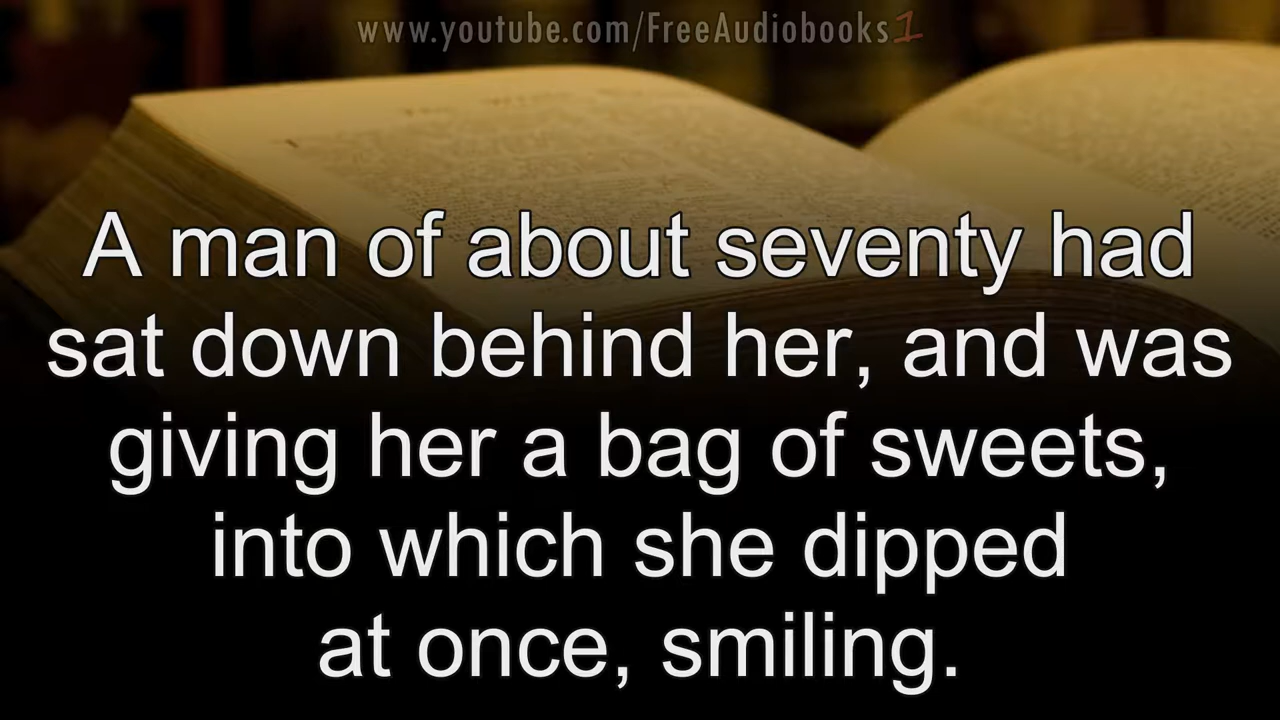 www.youtube.com/FreeAudiobooks1
A man of about seventy had
sat down behind her, and was
giving her a bag of sweets,
into which she dipped
at once, smiling.